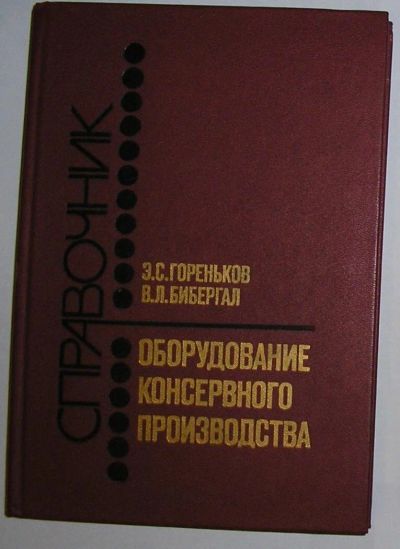 СПРАВОЧНИК
Э.С.ГОРЕНЬКОВ
В.Л.БИБЕРГАЛ
ОБОРУДОВАНИЕ
КОНСЕРВНОГО
ПРОИЗВОДСТВА